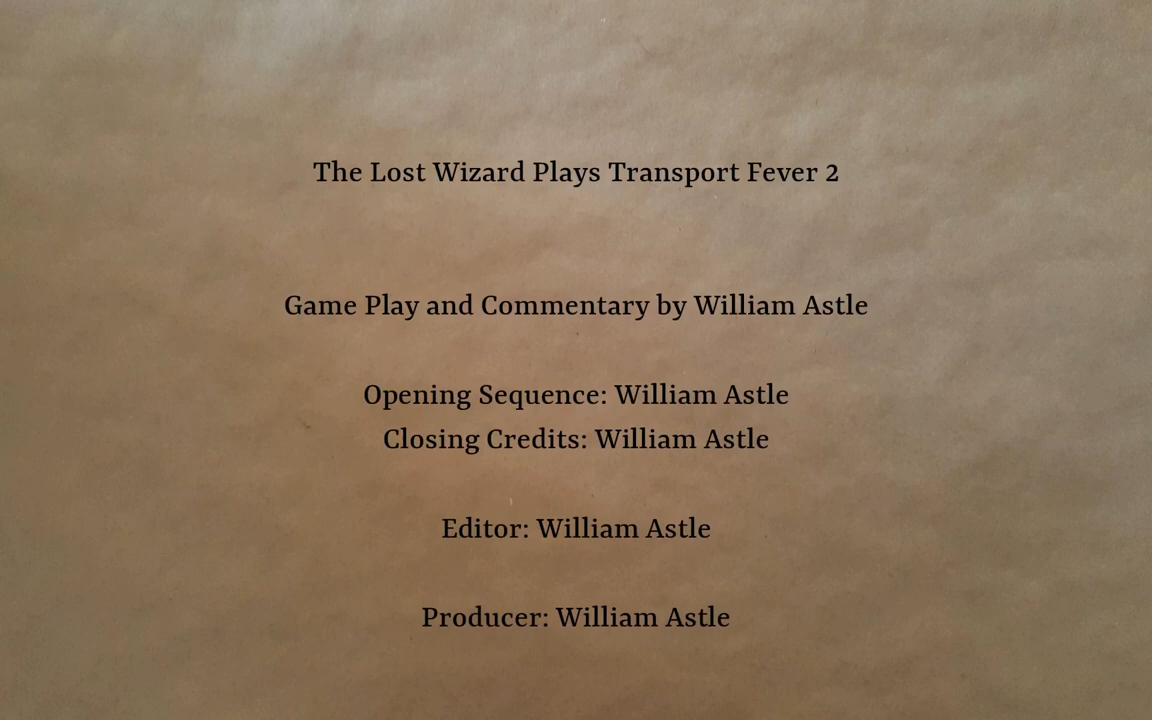 The Lost Wizard Plays Transport Fever 2
Game Play and Commentary by William Astle
Opening Sequence: William Astle
Closing Credits: William Astle
Editor: William Astle
Producer: William Astle